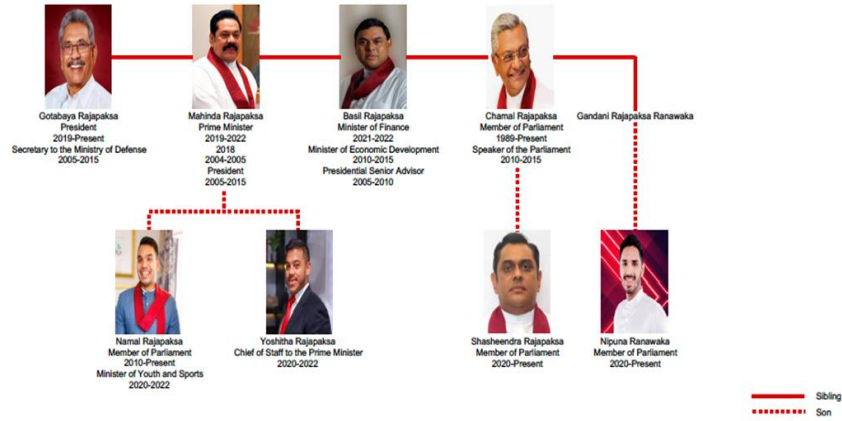 Gotabaya Rajapaksa
President
2019-Present
Secretary to the Ministry of Defense
2005-2015
Mahinda Rajapaksa
Prime Minister
2019-2022
2018
2004-2005
President
2005-2015
Basil Rajapaksa
Minister of Finance
2021-2022
Minister of Economic Development
2010-2015
Presidential Senior Advisor
2005-2010
Chamal Rajapaksa
Member of Parliament
1989-Present
Speaker of the Parliament
2010-2015
Gandani Rajapaksa Ranawaka
Namal Rajapaksa
Member of Parliament
2010-Present
Minister of Youth and Sports
2020-2022
Yoshitha Rajapaksa
Chief of Staff to the Prime Minister
2020-2022
Shasheendra Rajapaksa
Member of Parliament
2020-Present
Nipuna Ranawaka
Member of Parliament
2020-Present
Sibling
Son